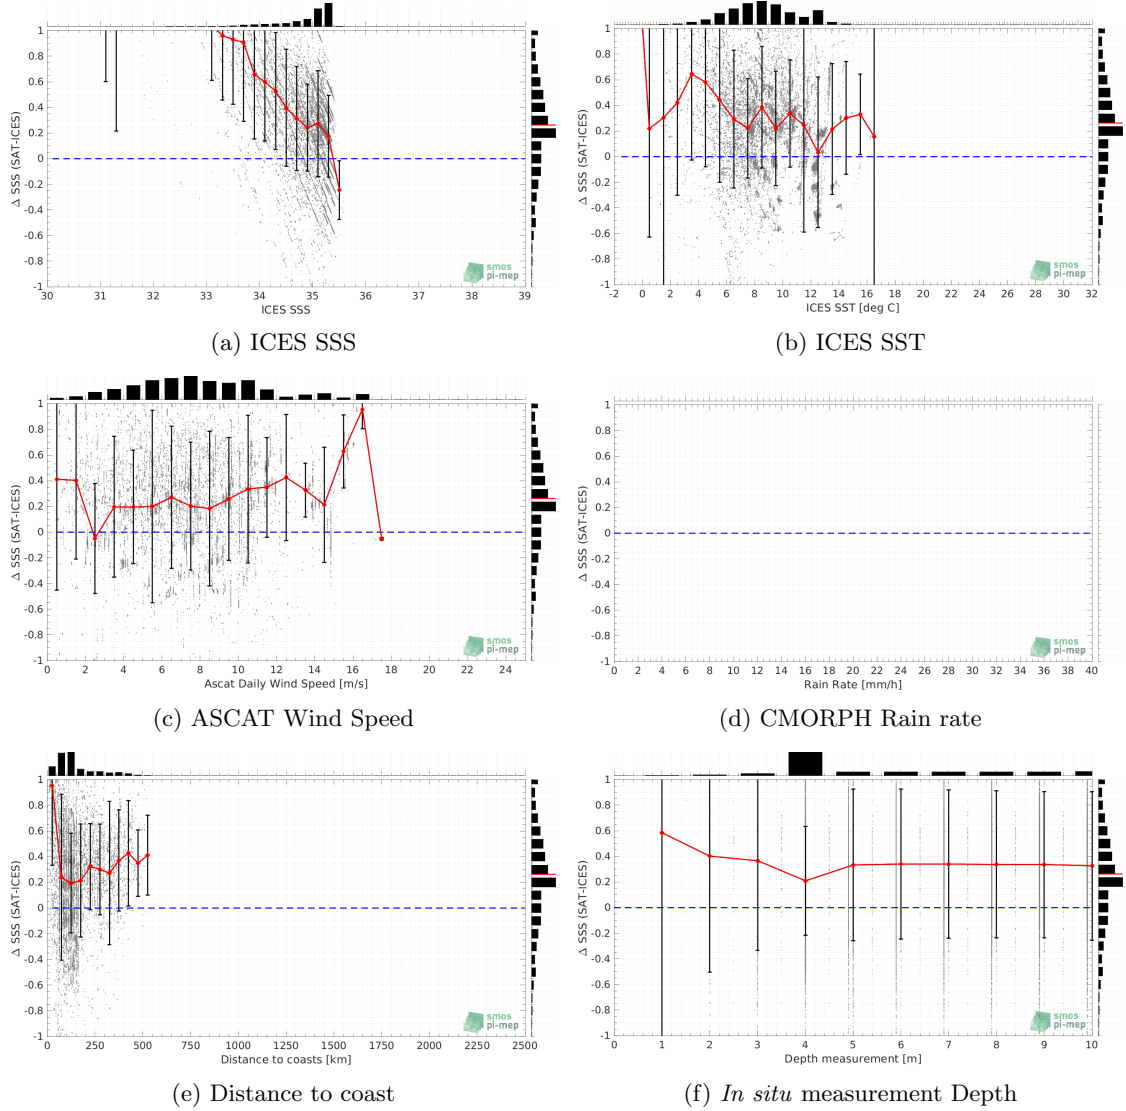 1
0.8
0.6
0.4
0.2
0
-0.2
-0.4
-0.6
-0.8
-1
Δ SSS (SAT-ICES)
30 31 32 33 34 35 36 37 38 39
ICES SSS
smos
pi-mep
(a) ICES SSS
1
0.8
0.6
0.4
0.2
0
-0.2
-0.4
-0.6
-0.8
-1
Δ SSS (SAT-ICES)
-2 0 2 4 6 8 10 12 14 16 18 20 22 24 26 28 30 32
ICES SST [deg C]
smos
pi-mep
(b) ICES SST
1
0.8
0.6
0.4
0.2
0
-0.2
-0.4
-0.6
-0.8
-1
Δ SSS (SAT-ICES)
0 2 4 6 8 10 12 14 16 18 20 22 24
Ascat Daily Wind Speed [m/s]
smos
pi-mep
(c) ASCAT Wind Speed
1
0.8
0.6
0.4
0.2
0
-0.2
-0.4
-0.6
-0.8
-1
Δ SSS (SAT-ICES)
0 2 4 6 8 10 12 14 16 18 20 22 24 26 28 30 32 34 36 38 40
Rain Rate [mm/h]
smos
pi-mep
(d) CMORPH Rain rate
1
0.8
0.6
0.4
0.2
0
-0.2
-0.4
-0.6
-0.8
-1
Δ SSS (SAT-ICES)
0 250 500 750 1000 1250 1500 1750 2000 2250 2500
Distance to coasts [km]
smos
pi-mep
(e) Distance to coast
1
0.8
0.6
0.4
0.2
0
-0.2
-0.4
-0.6
-0.8
-1
Δ SSS (SAT-ICES)
0 1 2 3 4 5 6 7 8 9 10
Depth measurement [m]
smos
pi-mep
(f) In situ measurement Depth